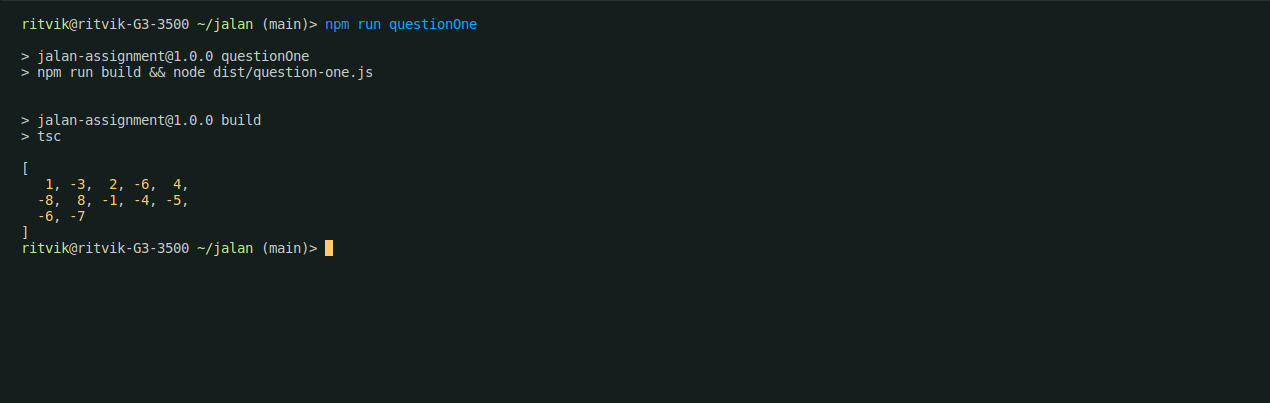 ritvik@ritvik-G3-3500 ~/jalan (main)> npm run questionOne
> jalan-assignment@1.0.0 questionOne
> npm run build && node dist/question-one.js
> jalan-assignment@1.0.0 build
> tsc
[
   1, -3,  2, -6,  4,
  -8,  8, -1, -4, -5,
  -6, -7
]
ritvik@ritvik-G3-3500 ~/jalan (main)>